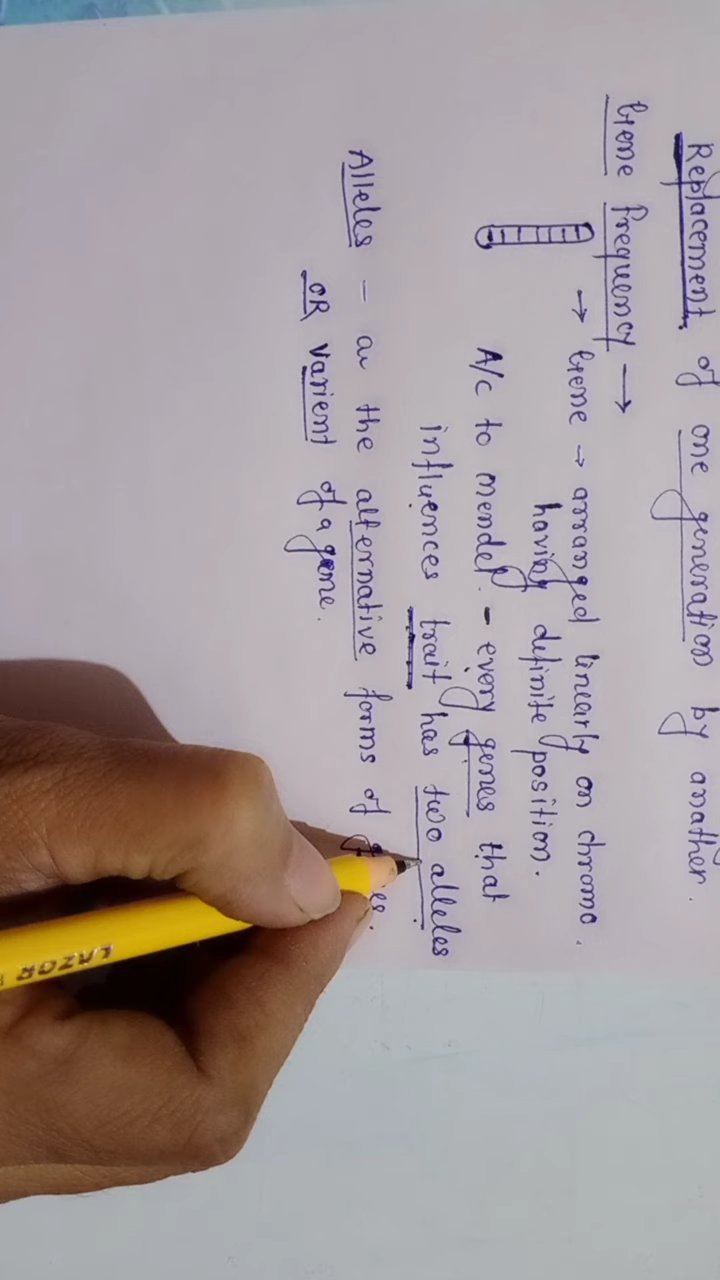 Replacement of one generation by another.
Gene frequency →
→ Gene → arranged linearly on chromo.
having definite position.
A/c to mendel. - every genes that
influences trait has two alleles
Alleles - as the alternative forms of
OR varient of a gene.
LAZOR